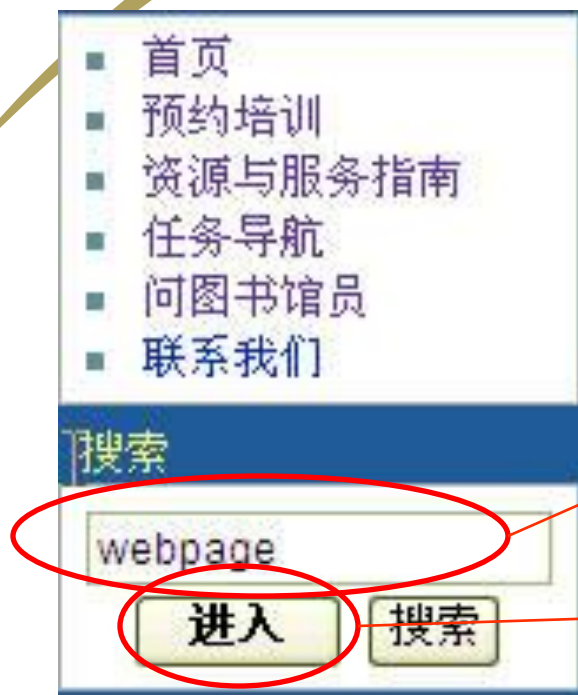 首页
预约培训
资源与服务指南
任务导航
问图书馆员
联系我们
搜索
webpage
进入 搜索